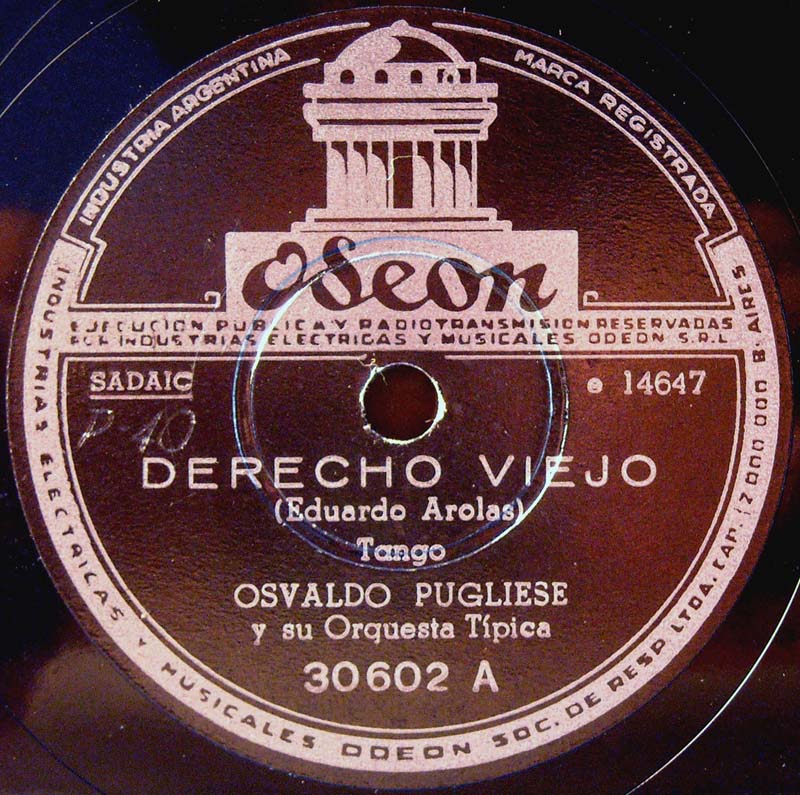 INDUSTRIA ARGENTINA
MARCA REGISTRADA
Odeon
EJECUCION PUBLICA Y RADIOTRANSMISION RESERVADAS
POR INDUSTRIAS ELECTRICAS Y MUSICALES ODEON S.R.L
SADAIC
e 14647
P-10
DERECHO VIEJO
(Eduardo Arolas)
Tango
OSVALDO PUGLIESE
y su Orquesta Típica
30602 A
INDUSTRIAS ELECTRICAS Y MUSICALES ODEON SOC. DE RESP LTDA. CAP. 12 000 000 B. AIRES